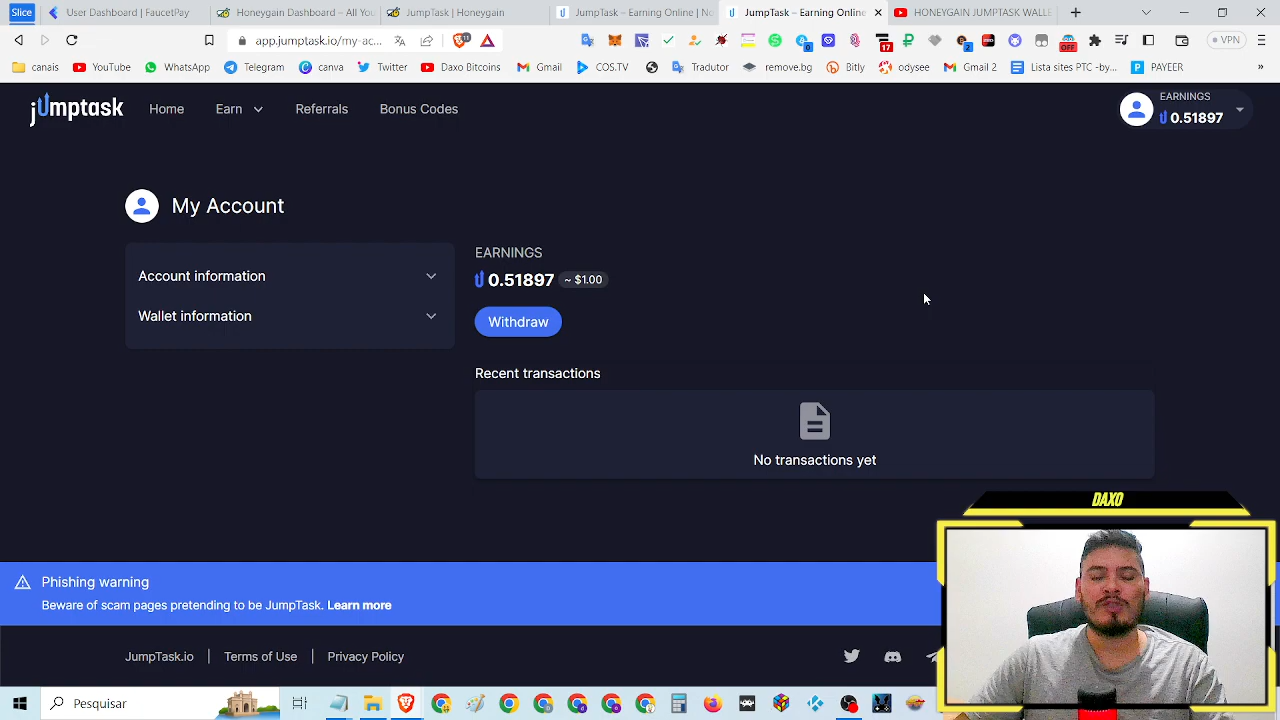 Slice
User Dashboard | FaucetPay
Honeygain Dashboard – All You
JumpTask | Honeygain
JumpTask – Earning Online | N
JumpTask – Earning Online
HONEYGAIN JUMPTASK WALLE
app.jumptask.io/my-ac...
11
0
17
2
OFF
VPN
canais
YouTube
WhatsApp
Telegram
canva
Twitter
Daxo Bitcoins
Gmail
COS.TV
Tradutor
remove.bg
Bitly
odysee
Gmail 2
Lista sites PTC -by...
PAYEER
»
jumptask
Home
Earn
Referrals
Bonus Codes
EARNINGS
0.51897
My Account
Account information
Wallet information
EARNINGS
0.51897
~ $1.00
Withdraw
Recent transactions
No transactions yet
DAXO
Phishing warning
Beware of scam pages pretending to be JumpTask. Learn more
JumpTask.io
Terms of Use
Privacy Policy
Pesquisar